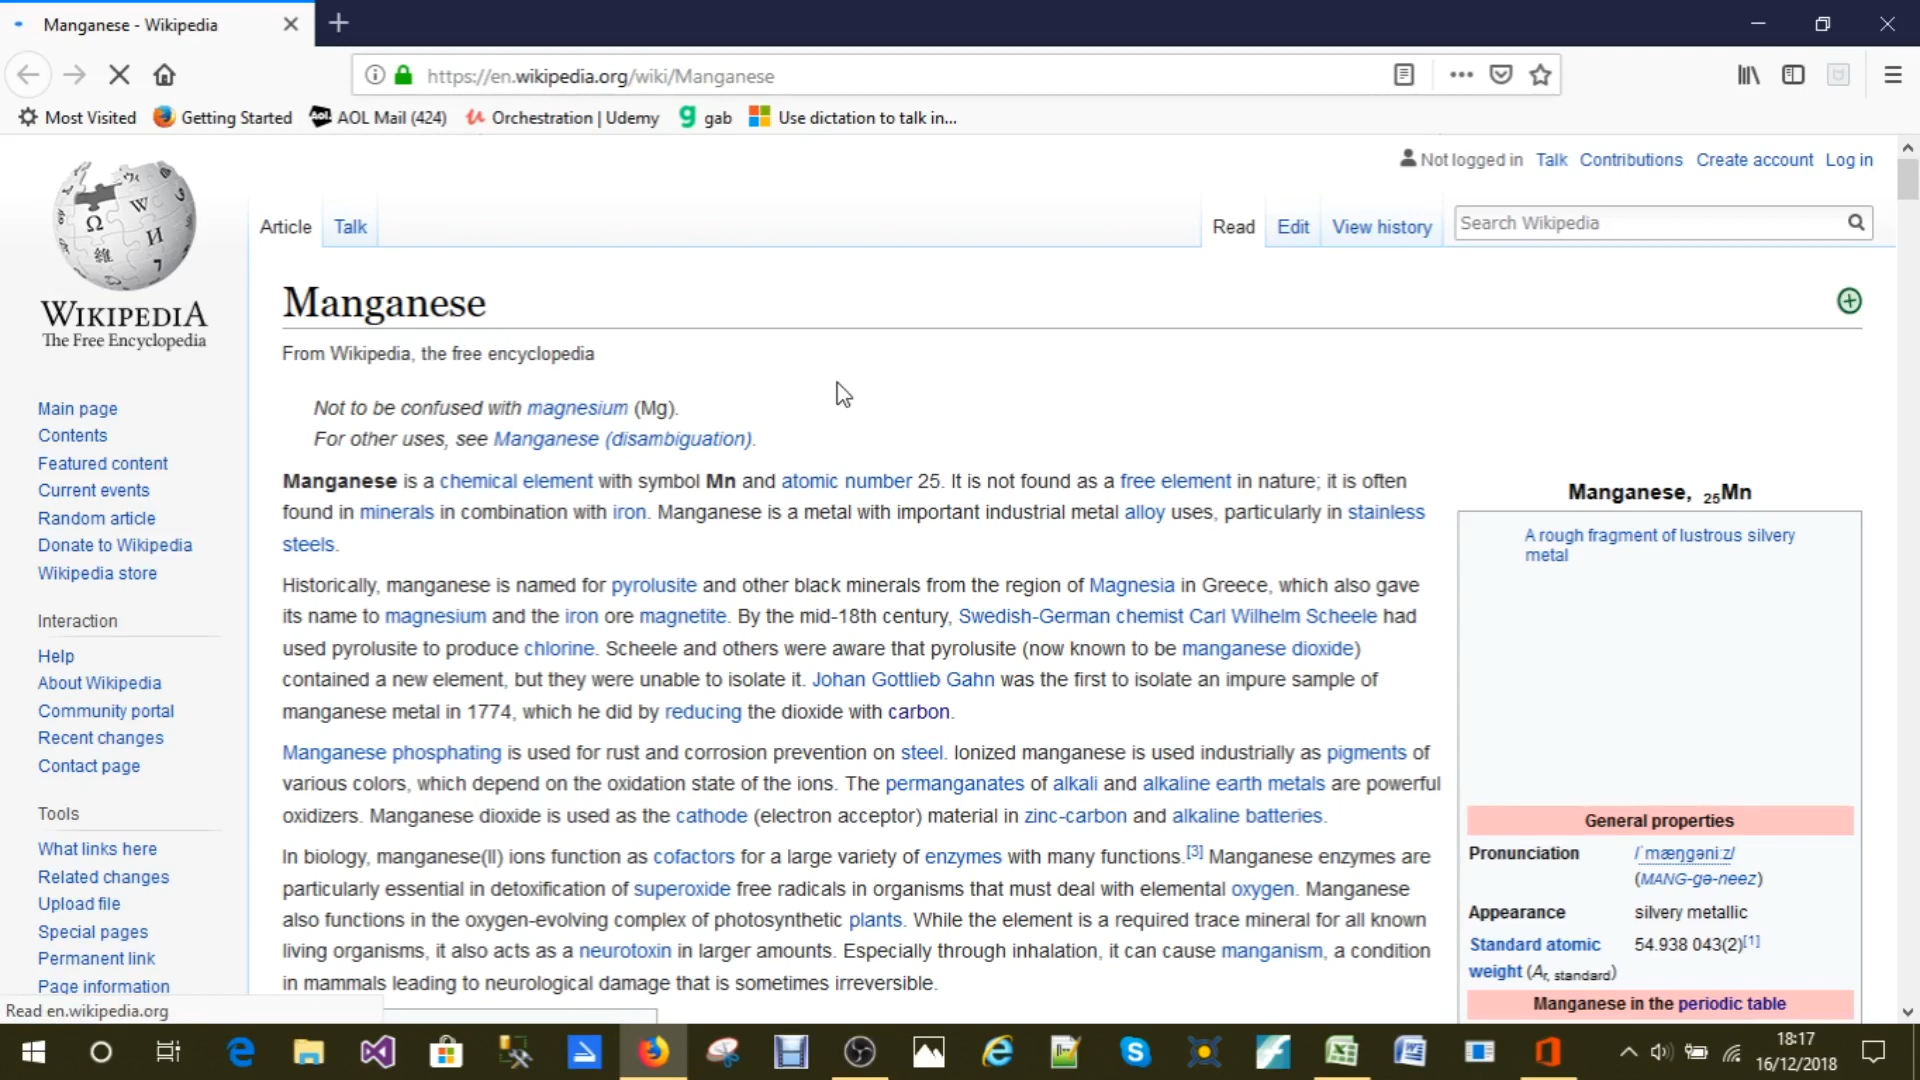 Manganese - Wikipedia
https://en.wikipedia.org/wiki/Manganese
Most Visited Getting Started AOL Mail (424) Orchestration | Udemy gab Use dictation to talk in...
Not logged in Talk Contributions Create account Log in
Article Talk Read Edit View history Search Wikipedia
WIKIPEDIA
The Free Encyclopedia
Main page
Contents
Featured content
Current events
Random article
Donate to Wikipedia
Wikipedia store
Interaction
Help
About Wikipedia
Community portal
Recent changes
Contact page
Tools
What links here
Related changes
Upload file
Special pages
Permanent link
Page information
Manganese
From Wikipedia, the free encyclopedia
Not to be confused with magnesium (Mg).
For other uses, see Manganese (disambiguation).
Manganese is a chemical element with symbol Mn and atomic number 25. It is not found as a free element in nature; it is often
found in minerals in combination with iron. Manganese is a metal with important industrial metal alloy uses, particularly in stainless
steels.
Historically, manganese is named for pyrolusite and other black minerals from the region of Magnesia in Greece, which also gave
its name to magnesium and the iron ore magnetite. By the mid-18th century, Swedish-German chemist Carl Wilhelm Scheele had
used pyrolusite to produce chlorine. Scheele and others were aware that pyrolusite (now known to be manganese dioxide)
contained a new element, but they were unable to isolate it. Johan Gottlieb Gahn was the first to isolate an impure sample of
manganese metal in 1774, which he did by reducing the dioxide with carbon.
Manganese phosphating is used for rust and corrosion prevention on steel. Ionized manganese is used industrially as pigments of
various colors, which depend on the oxidation state of the ions. The permanganates of alkali and alkaline earth metals are powerful
oxidizers. Manganese dioxide is used as the cathode (electron acceptor) material in zinc-carbon and alkaline batteries.
In biology, manganese(II) ions function as cofactors for a large variety of enzymes with many functions.[3] Manganese enzymes are
particularly essential in detoxification of superoxide free radicals in organisms that must deal with elemental oxygen. Manganese
also functions in the oxygen-evolving complex of photosynthetic plants. While the element is a required trace mineral for all known
living organisms, it also acts as a neurotoxin in larger amounts. Especially through inhalation, it can cause manganism, a condition
in mammals leading to neurological damage that is sometimes irreversible.
Manganese, 25Mn
A rough fragment of lustrous silvery
metal
General properties
Pronunciation /ˈmæŋɡəniːz/
(MANG-gə-neez)
Appearance silvery metallic
Standard atomic 54.938 043(2)[1]
weight (Ar, standard)
Manganese in the periodic table
Read en.wikipedia.org
18:17
16/12/2018